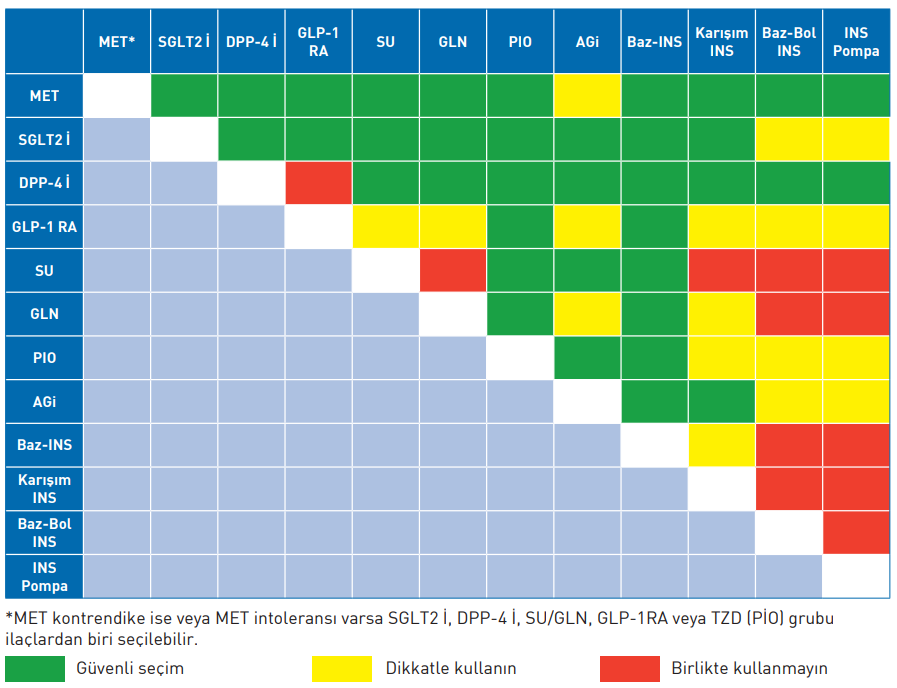 MET*
SGLT2 İ
DPP-4 İ
GLP-1
RA
SU
GLN
PIO
AGİ
Baz-INS
Karışım
INS
Baz-Bol
INS
INS
Pompa
MET
SGLT2 İ
DPP-4 İ
GLP-1 RA
SU
GLN
PIO
AGİ
Baz-INS
Karışım
INS
Baz-Bol
INS
INS
Pompa
*MET kontrendike ise veya MET intoleransı varsa SGLT2 İ, DPP-4 İ, SU/GLN, GLP-1RA veya TZD (PİO) grubu
ilaçlardan biri seçilebilir.
Güvenli seçim
Dikkatle kullanın
Birlikte kullanmayın